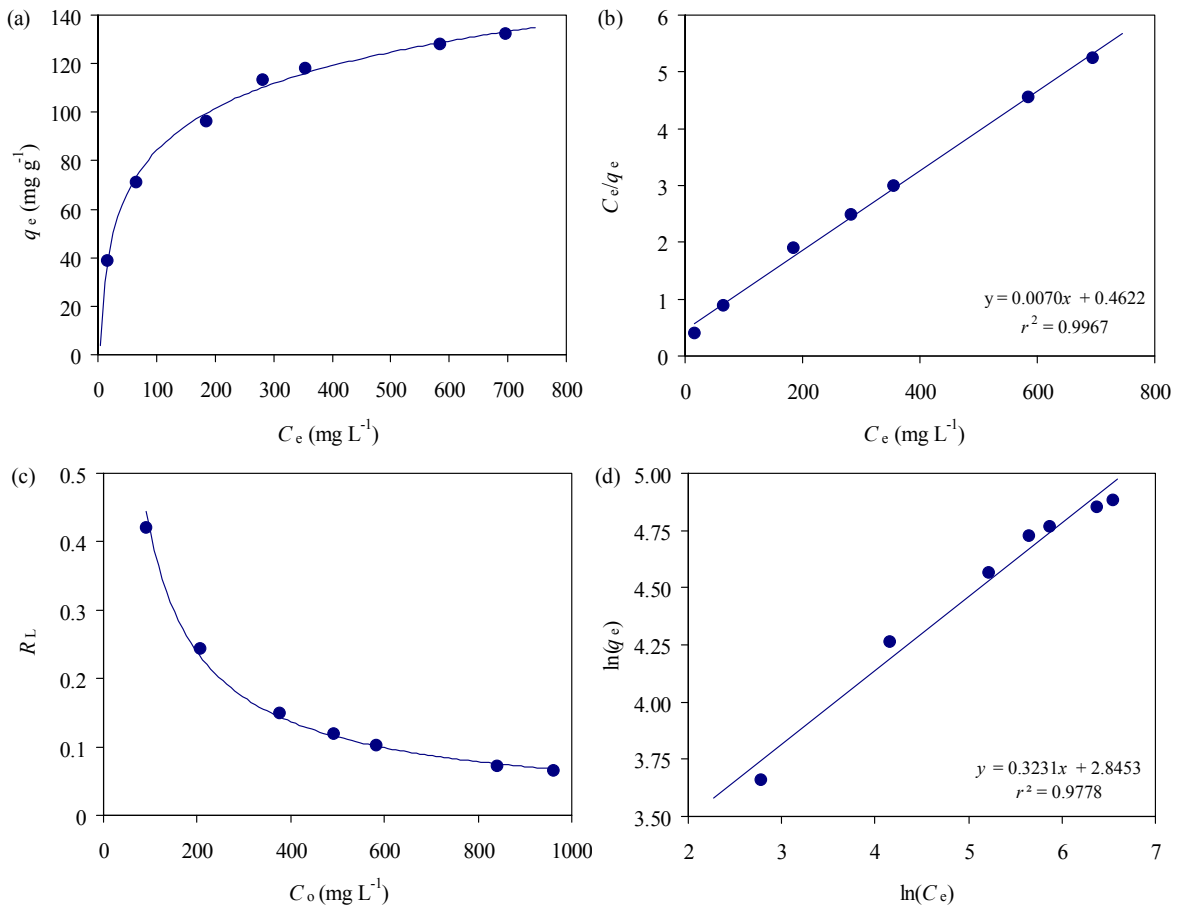 (a)
140
120
100
80
60
40
20
0
q e (mg g⁻¹)
0 100 200 300 400 500 600 700 800
C e (mg L⁻¹)
(b)
6
5
4
3
2
1
0
C e/q e
y = 0.0070x + 0.4622
r² = 0.9967
0 200 400 600 800
C e (mg L⁻¹)
(c)
0.5
0.4
0.3
0.2
0.1
0
R L
0 200 400 600 800 1000
C o (mg L⁻¹)
(d)
5.00
4.75
4.50
4.25
4.00
3.75
3.50
ln(q e)
y = 0.3231x + 2.8453
r² = 0.9778
2 3 4 5 6 7
ln(C e)